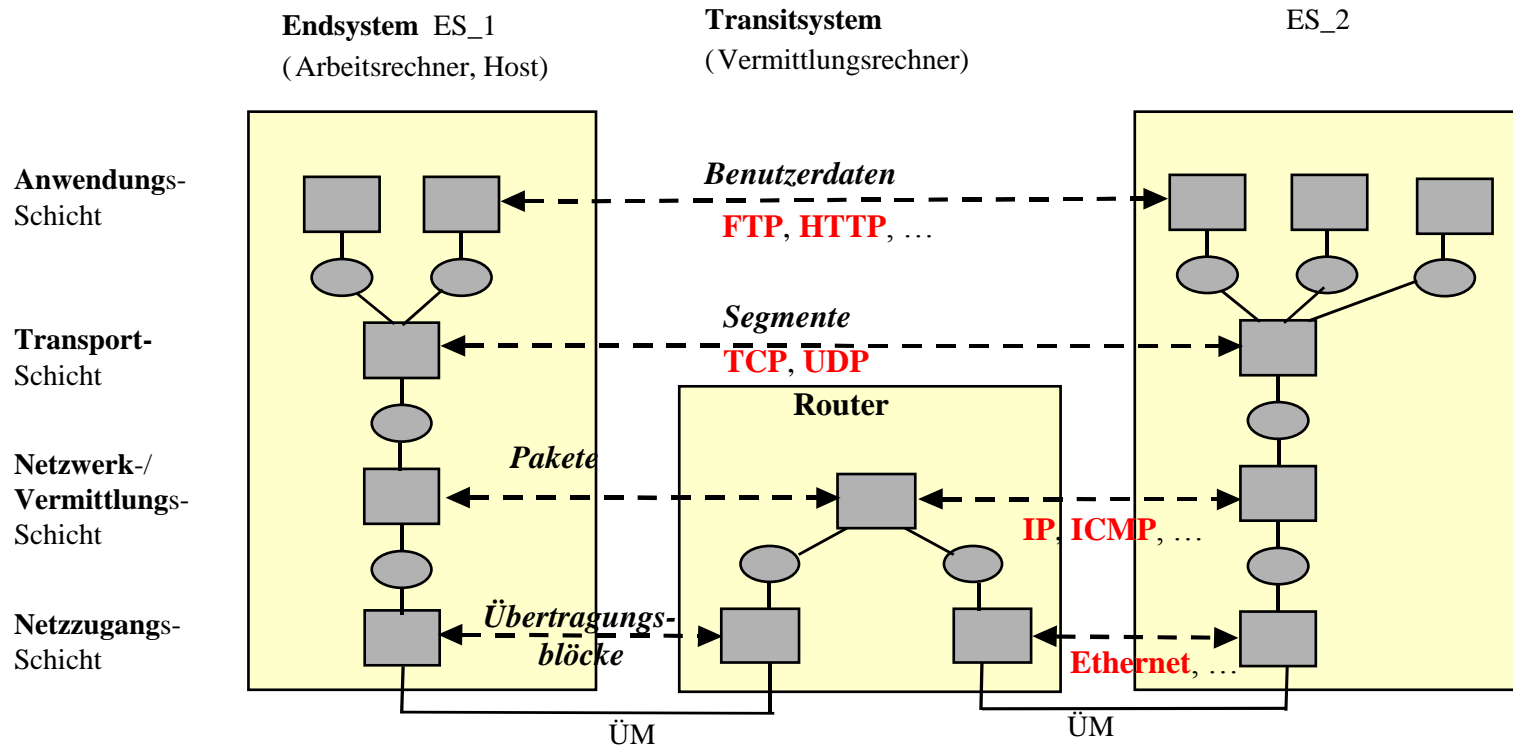 Endsystem ES_1
(Arbeitsrechner, Host)
Transitsystem
(Vermittlungsrechner)
ES_2
Anwendungs-
Schicht
Benutzerdaten
FTP, HTTP, …
Transport-
Schicht
Segmente
TCP, UDP
Router
Netzwerk-/
Vermittlungs-
Schicht
Pakete
IP, ICMP, …
Netzzugangs-
Schicht
Übertragungs-
blöcke
Ethernet, …
ÜM
ÜM